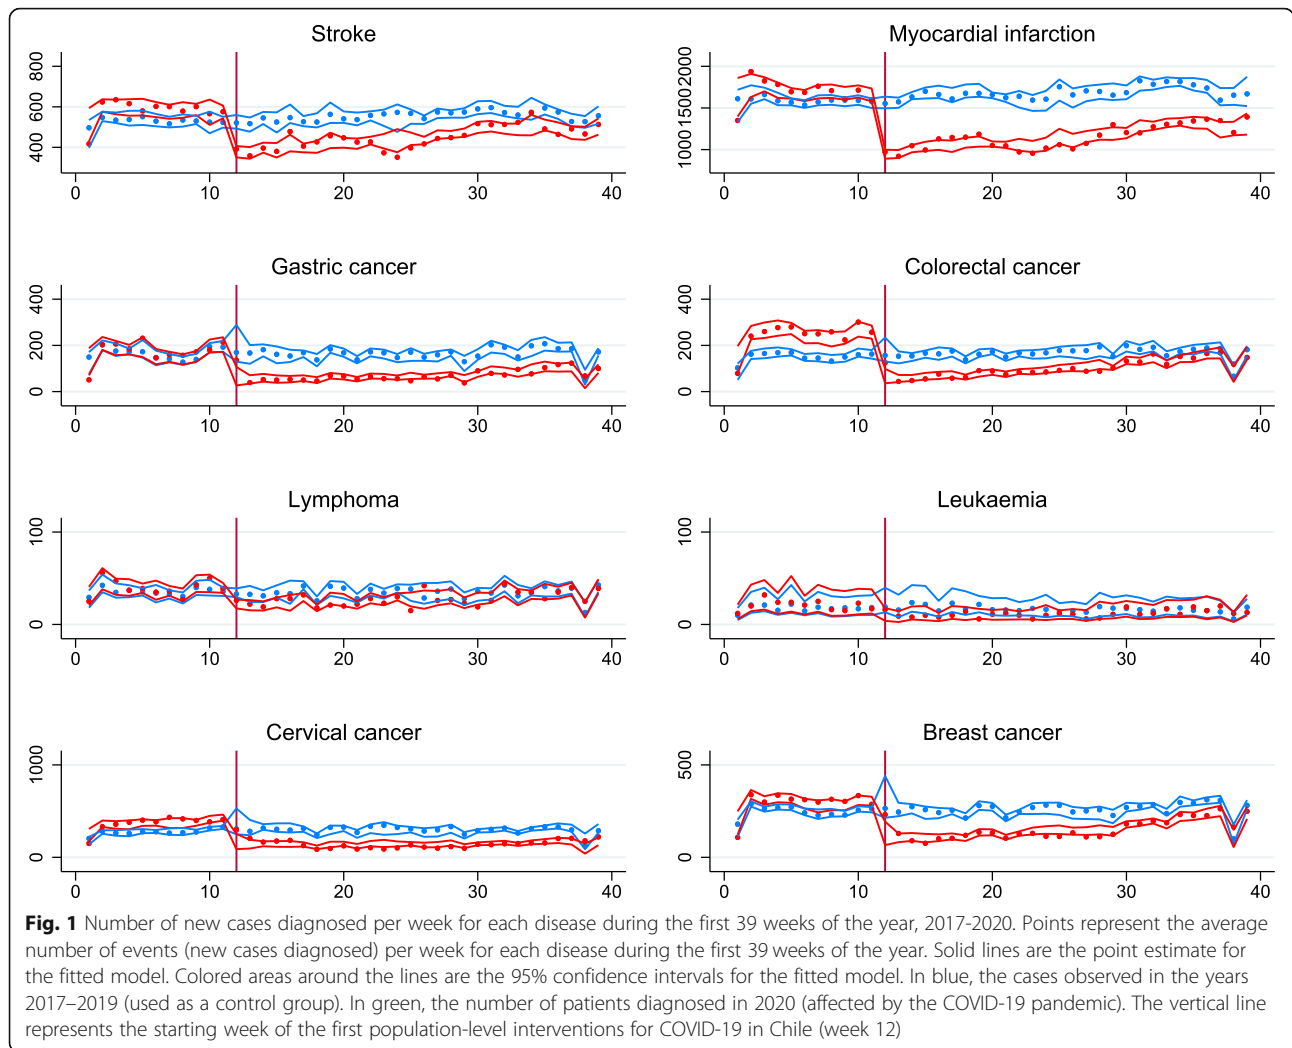 Stroke
Myocardial infarction
800
600
400
0 10 20 30 40
2000
1500
1000
0 10 20 30 40
Gastric cancer
Colorectal cancer
400
200
0
0 10 20 30 40
400
200
0
0 10 20 30 40
Lymphoma
Leukaemia
100
0
0 10 20 30 40
100
0
0 10 20 30 40
Cervical cancer
Breast cancer
1000
0
0 10 20 30 40
500
0
0 10 20 30 40
Fig. 1 Number of new cases diagnosed per week for each disease during the first 39 weeks of the year, 2017-2020. Points represent the average
number of events (new cases diagnosed) per week for each disease during the first 39 weeks of the year. Solid lines are the point estimate for
the fitted model. Colored areas around the lines are the 95% confidence intervals for the fitted model. In blue, the cases observed in the years
2017–2019 (used as a control group). In green, the number of patients diagnosed in 2020 (affected by the COVID-19 pandemic). The vertical line
represents the starting week of the first population-level interventions for COVID-19 in Chile (week 12)